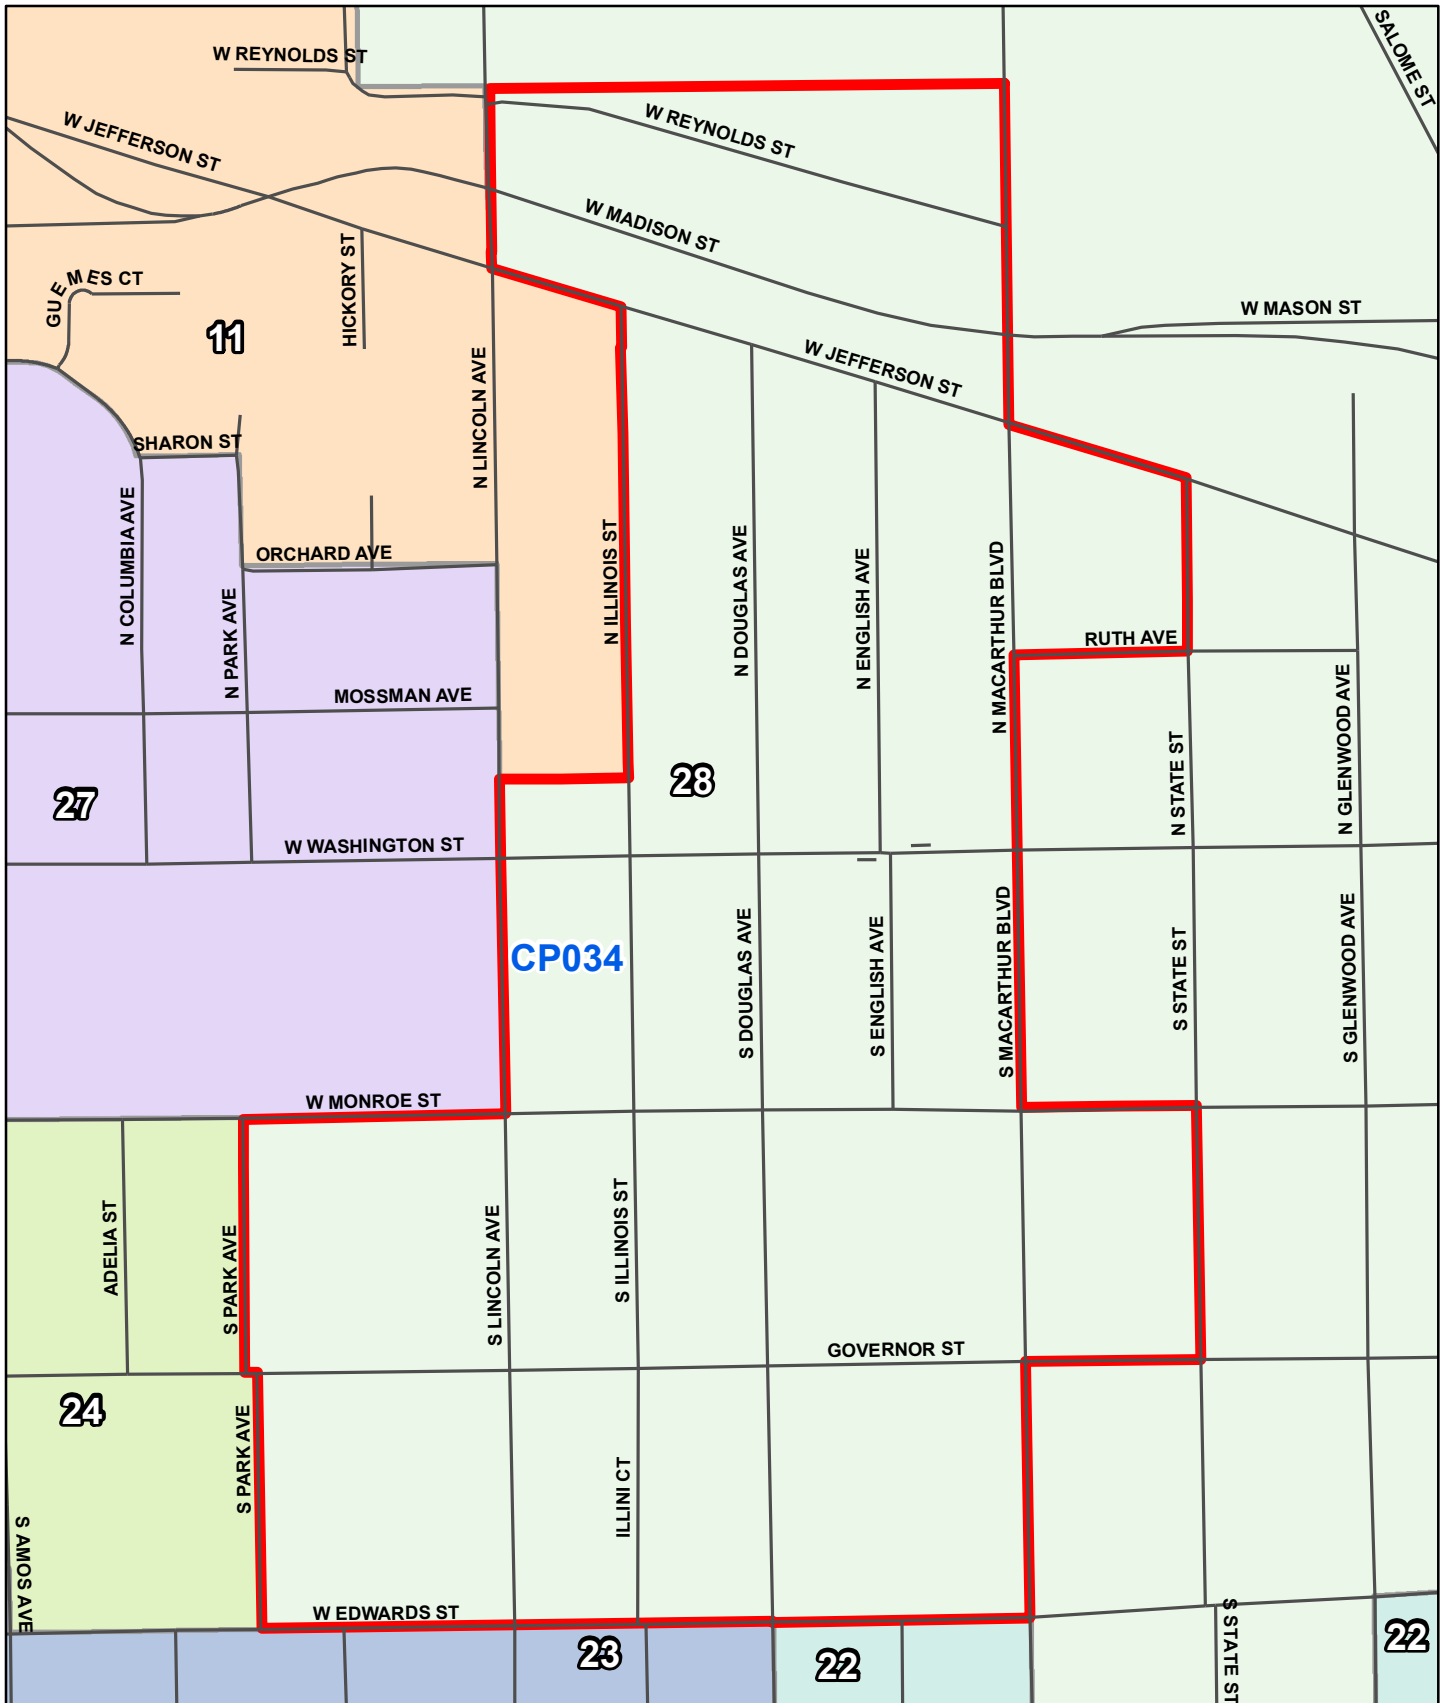 SALOME ST
W REYNOLDS ST
W REYNOLDS ST
W JEFFERSON ST
W MADISON ST
HICKORY ST
GUEMES CT
W MASON ST
11
W JEFFERSON ST
N LINCOLN AVE
SHARON ST
N COLUMBIA AVE
ORCHARD AVE
N ILLINOIS ST
N DOUGLAS AVE
N ENGLISH AVE
N MACARTHUR BLVD
N PARK AVE
RUTH AVE
MOSSMAN AVE
N GLENWOOD AVE
N STATE ST
28
27
W WASHINGTON ST
CP034
S DOUGLAS AVE
S ENGLISH AVE
S MACARTHUR BLVD
S STATE ST
S GLENWOOD AVE
W MONROE ST
ADELIA ST
S PARK AVE
S LINCOLN AVE
S ILLINOIS ST
GOVERNOR ST
24
S PARK AVE
ILLINI CT
S AMOS AVE
W EDWARDS ST
S STATE ST
23
22
22